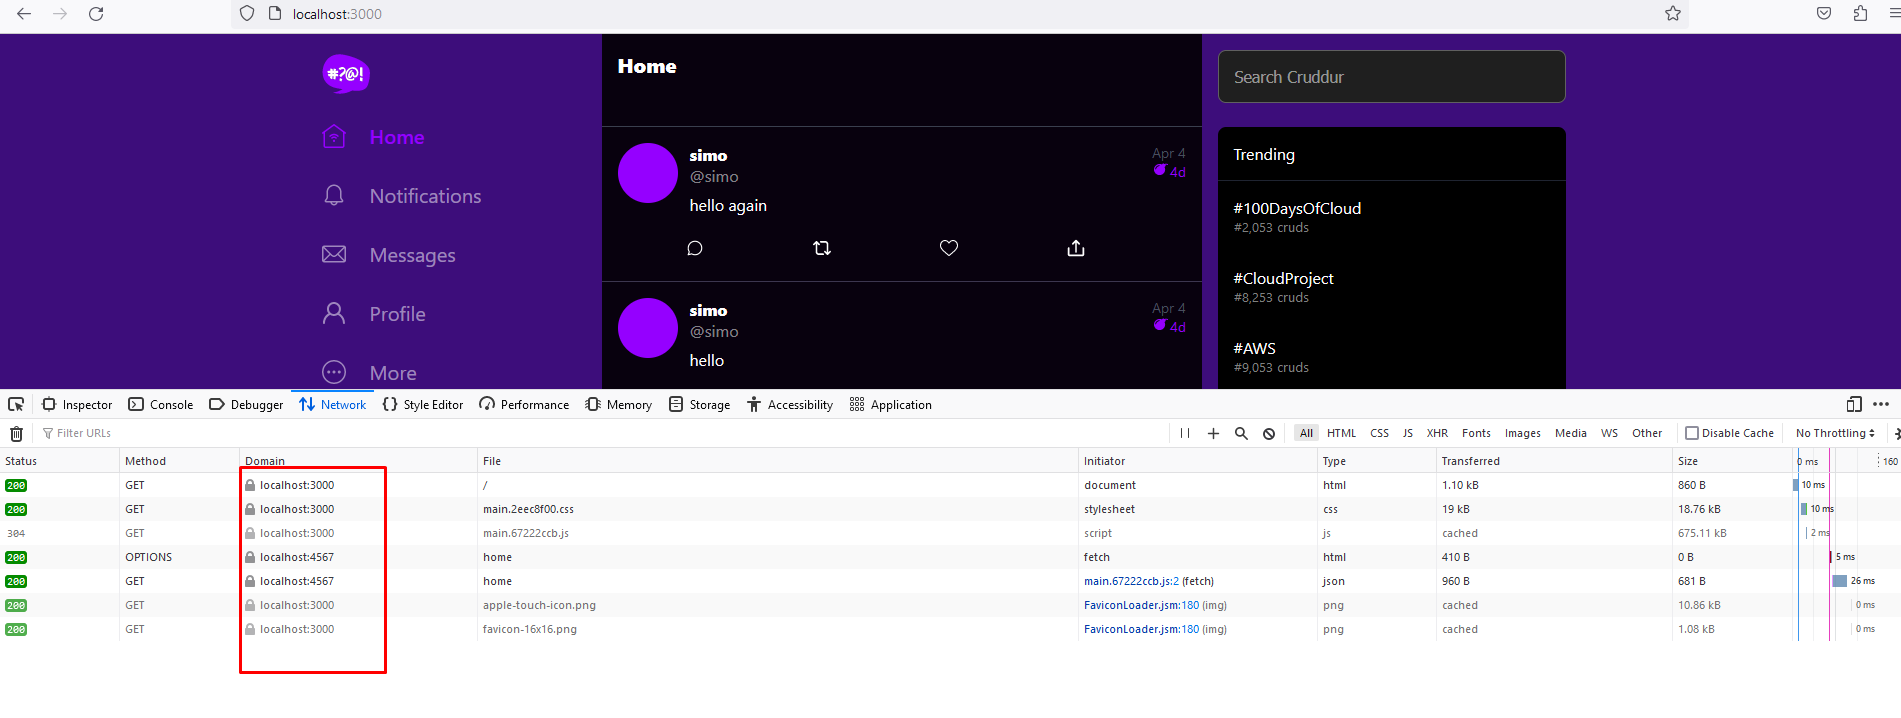 localhost:3000
#?@!
Home
Notifications
Messages
Profile
More
Home
simo
@simo
Apr 4
4d
hello again
simo
@simo
Apr 4
4d
hello
Search Cruddur
Trending
#100DaysOfCloud
#2,053 cruds
#CloudProject
#8,253 cruds
#AWS
#9,053 cruds
Inspector Console Debugger Network Style Editor Performance Memory Storage Accessibility Application
Filter URLs All HTML CSS JS XHR Fonts Images Media WS Other Disable Cache No Throttling
Status Method Domain File Initiator Type Transferred Size 0 ms 160
200 GET localhost:3000 / document html 1.10 kB 860 B 10 ms
200 GET localhost:3000 main.2eec8f00.css stylesheet css 19 kB 18.76 kB 10 ms
304 GET localhost:3000 main.67222ccb.js script js cached 675.11 kB 2 ms
200 OPTIONS localhost:4567 home fetch html 410 B 0 B 5 ms
200 GET localhost:4567 home main.67222ccb.js:2 (fetch) json 960 B 681 B 26 ms
200 GET localhost:3000 apple-touch-icon.png FaviconLoader.jsm:180 (img) png cached 10.86 kB 0 ms
200 GET localhost:3000 favicon-16x16.png FaviconLoader.jsm:180 (img) png cached 1.08 kB 0 ms